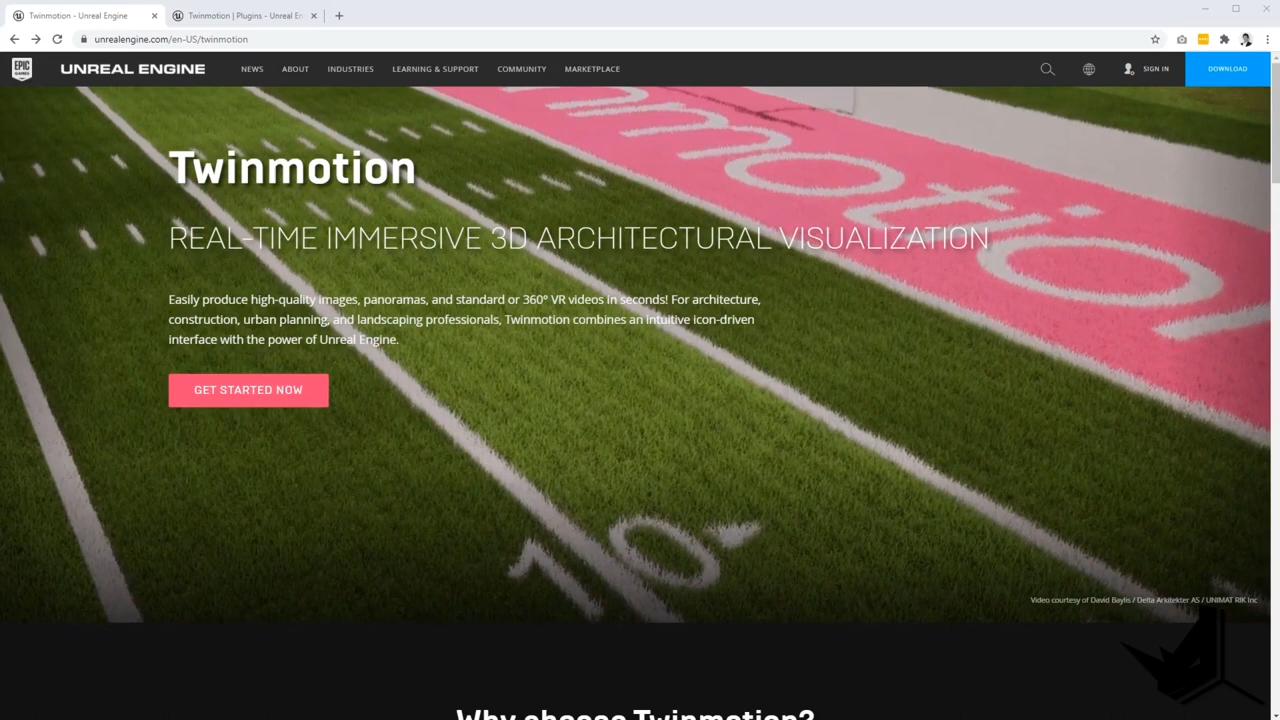 Twinmotion - Unreal Engine
Twinmotion | Plugins - Unreal En
unrealengine.com/en-US/twinmotion
EPIC GAMES
UNREAL ENGINE
NEWS
ABOUT
INDUSTRIES
LEARNING & SUPPORT
COMMUNITY
MARKETPLACE
SIGN IN
DOWNLOAD
Twinmotion
REAL-TIME IMMERSIVE 3D ARCHITECTURAL VISUALIZATION
Easily produce high-quality images, panoramas, and standard or 360° VR videos in seconds! For architecture,
construction, urban planning, and landscaping professionals, Twinmotion combines an intuitive icon-driven
interface with the power of Unreal Engine.
GET STARTED NOW
10
Video courtesy of David Baylis / Delta Arkitekter AS / UNIMAT RIK Inc
Why choose Twinmotion?